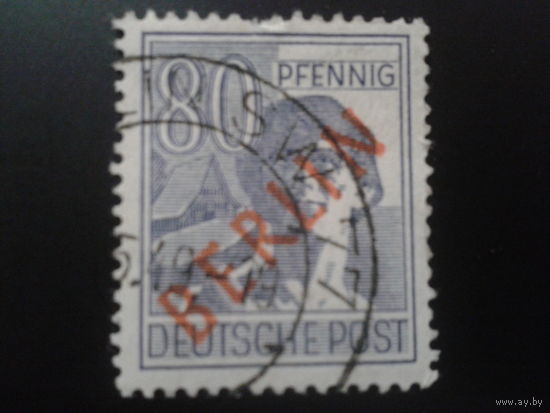 80 PFENNIG
BERLIN
DEUTSCHE POST
www.ay.by